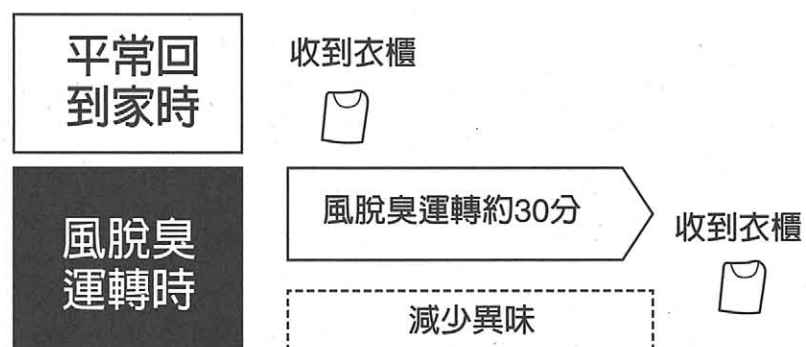 平常回
到家時
收到衣櫃
風脫臭
運轉時
風脫臭運轉約30分
收到衣櫃
減少異味